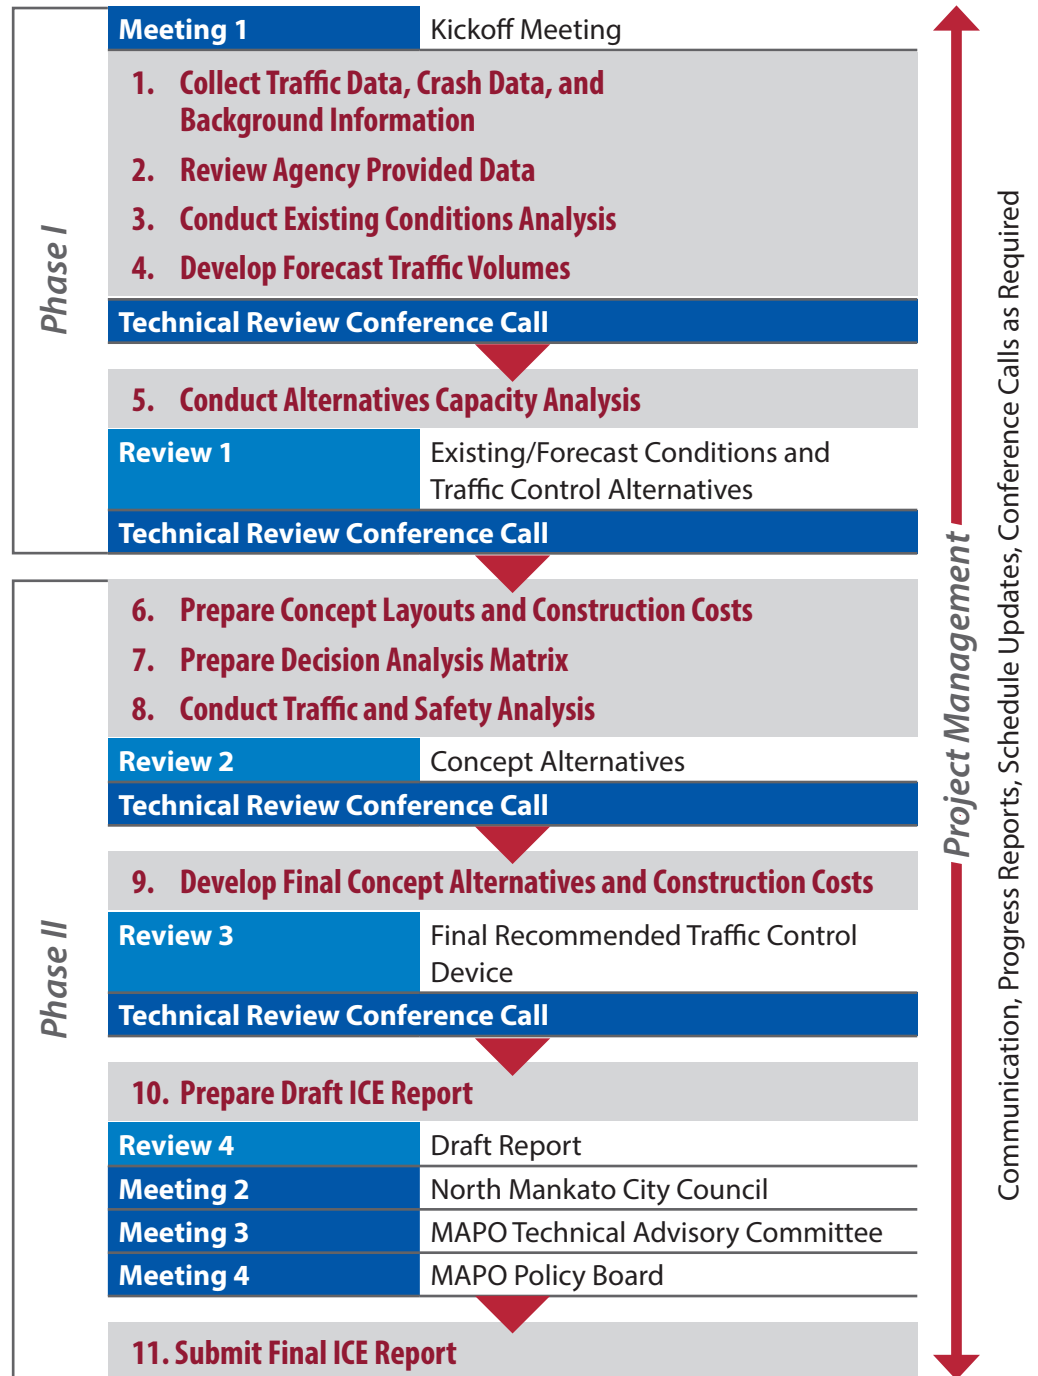 Phase I
Meeting 1 Kickoff Meeting
1. Collect Traffic Data, Crash Data, and
Background Information
2. Review Agency Provided Data
3. Conduct Existing Conditions Analysis
4. Develop Forecast Traffic Volumes
Technical Review Conference Call
5. Conduct Alternatives Capacity Analysis
Review 1 Existing/Forecast Conditions and
Traffic Control Alternatives
Technical Review Conference Call
Phase II
6. Prepare Concept Layouts and Construction Costs
7. Prepare Decision Analysis Matrix
8. Conduct Traffic and Safety Analysis
Review 2 Concept Alternatives
Technical Review Conference Call
9. Develop Final Concept Alternatives and Construction Costs
Review 3 Final Recommended Traffic Control
Device
Technical Review Conference Call
10. Prepare Draft ICE Report
Review 4 Draft Report
Meeting 2 North Mankato City Council
Meeting 3 MAPO Technical Advisory Committee
Meeting 4 MAPO Policy Board
11. Submit Final ICE Report
Project Management
Communication, Progress Reports, Schedule Updates, Conference Calls as Required